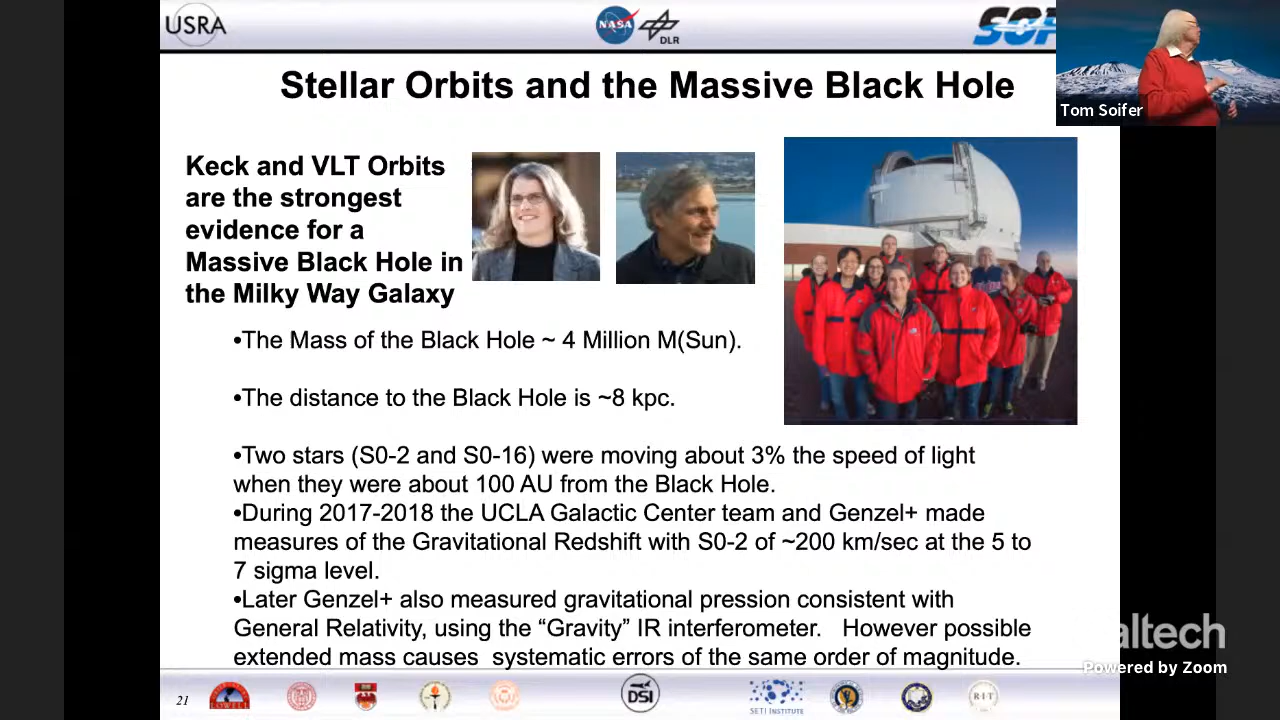 USRA
NASA
DLR
SOF
Tom Soifer
Stellar Orbits and the Massive Black Hole
Keck and VLT Orbits
are the strongest
evidence for a
Massive Black Hole in
the Milky Way Galaxy
•The Mass of the Black Hole ~ 4 Million M(Sun).
•The distance to the Black Hole is ~8 kpc.
•Two stars (S0-2 and S0-16) were moving about 3% the speed of light
when they were about 100 AU from the Black Hole.
•During 2017-2018 the UCLA Galactic Center team and Genzel+ made
measures of the Gravitational Redshift with S0-2 of ~200 km/sec at the 5 to
7 sigma level.
•Later Genzel+ also measured gravitational pression consistent with
General Relativity, using the “Gravity” IR interferometer. However possible
extended mass causes systematic errors of the same order of magnitude.
altech
Powered by Zoom
21
LOWELL
DSI
SETI INSTITUTE
R·I·T